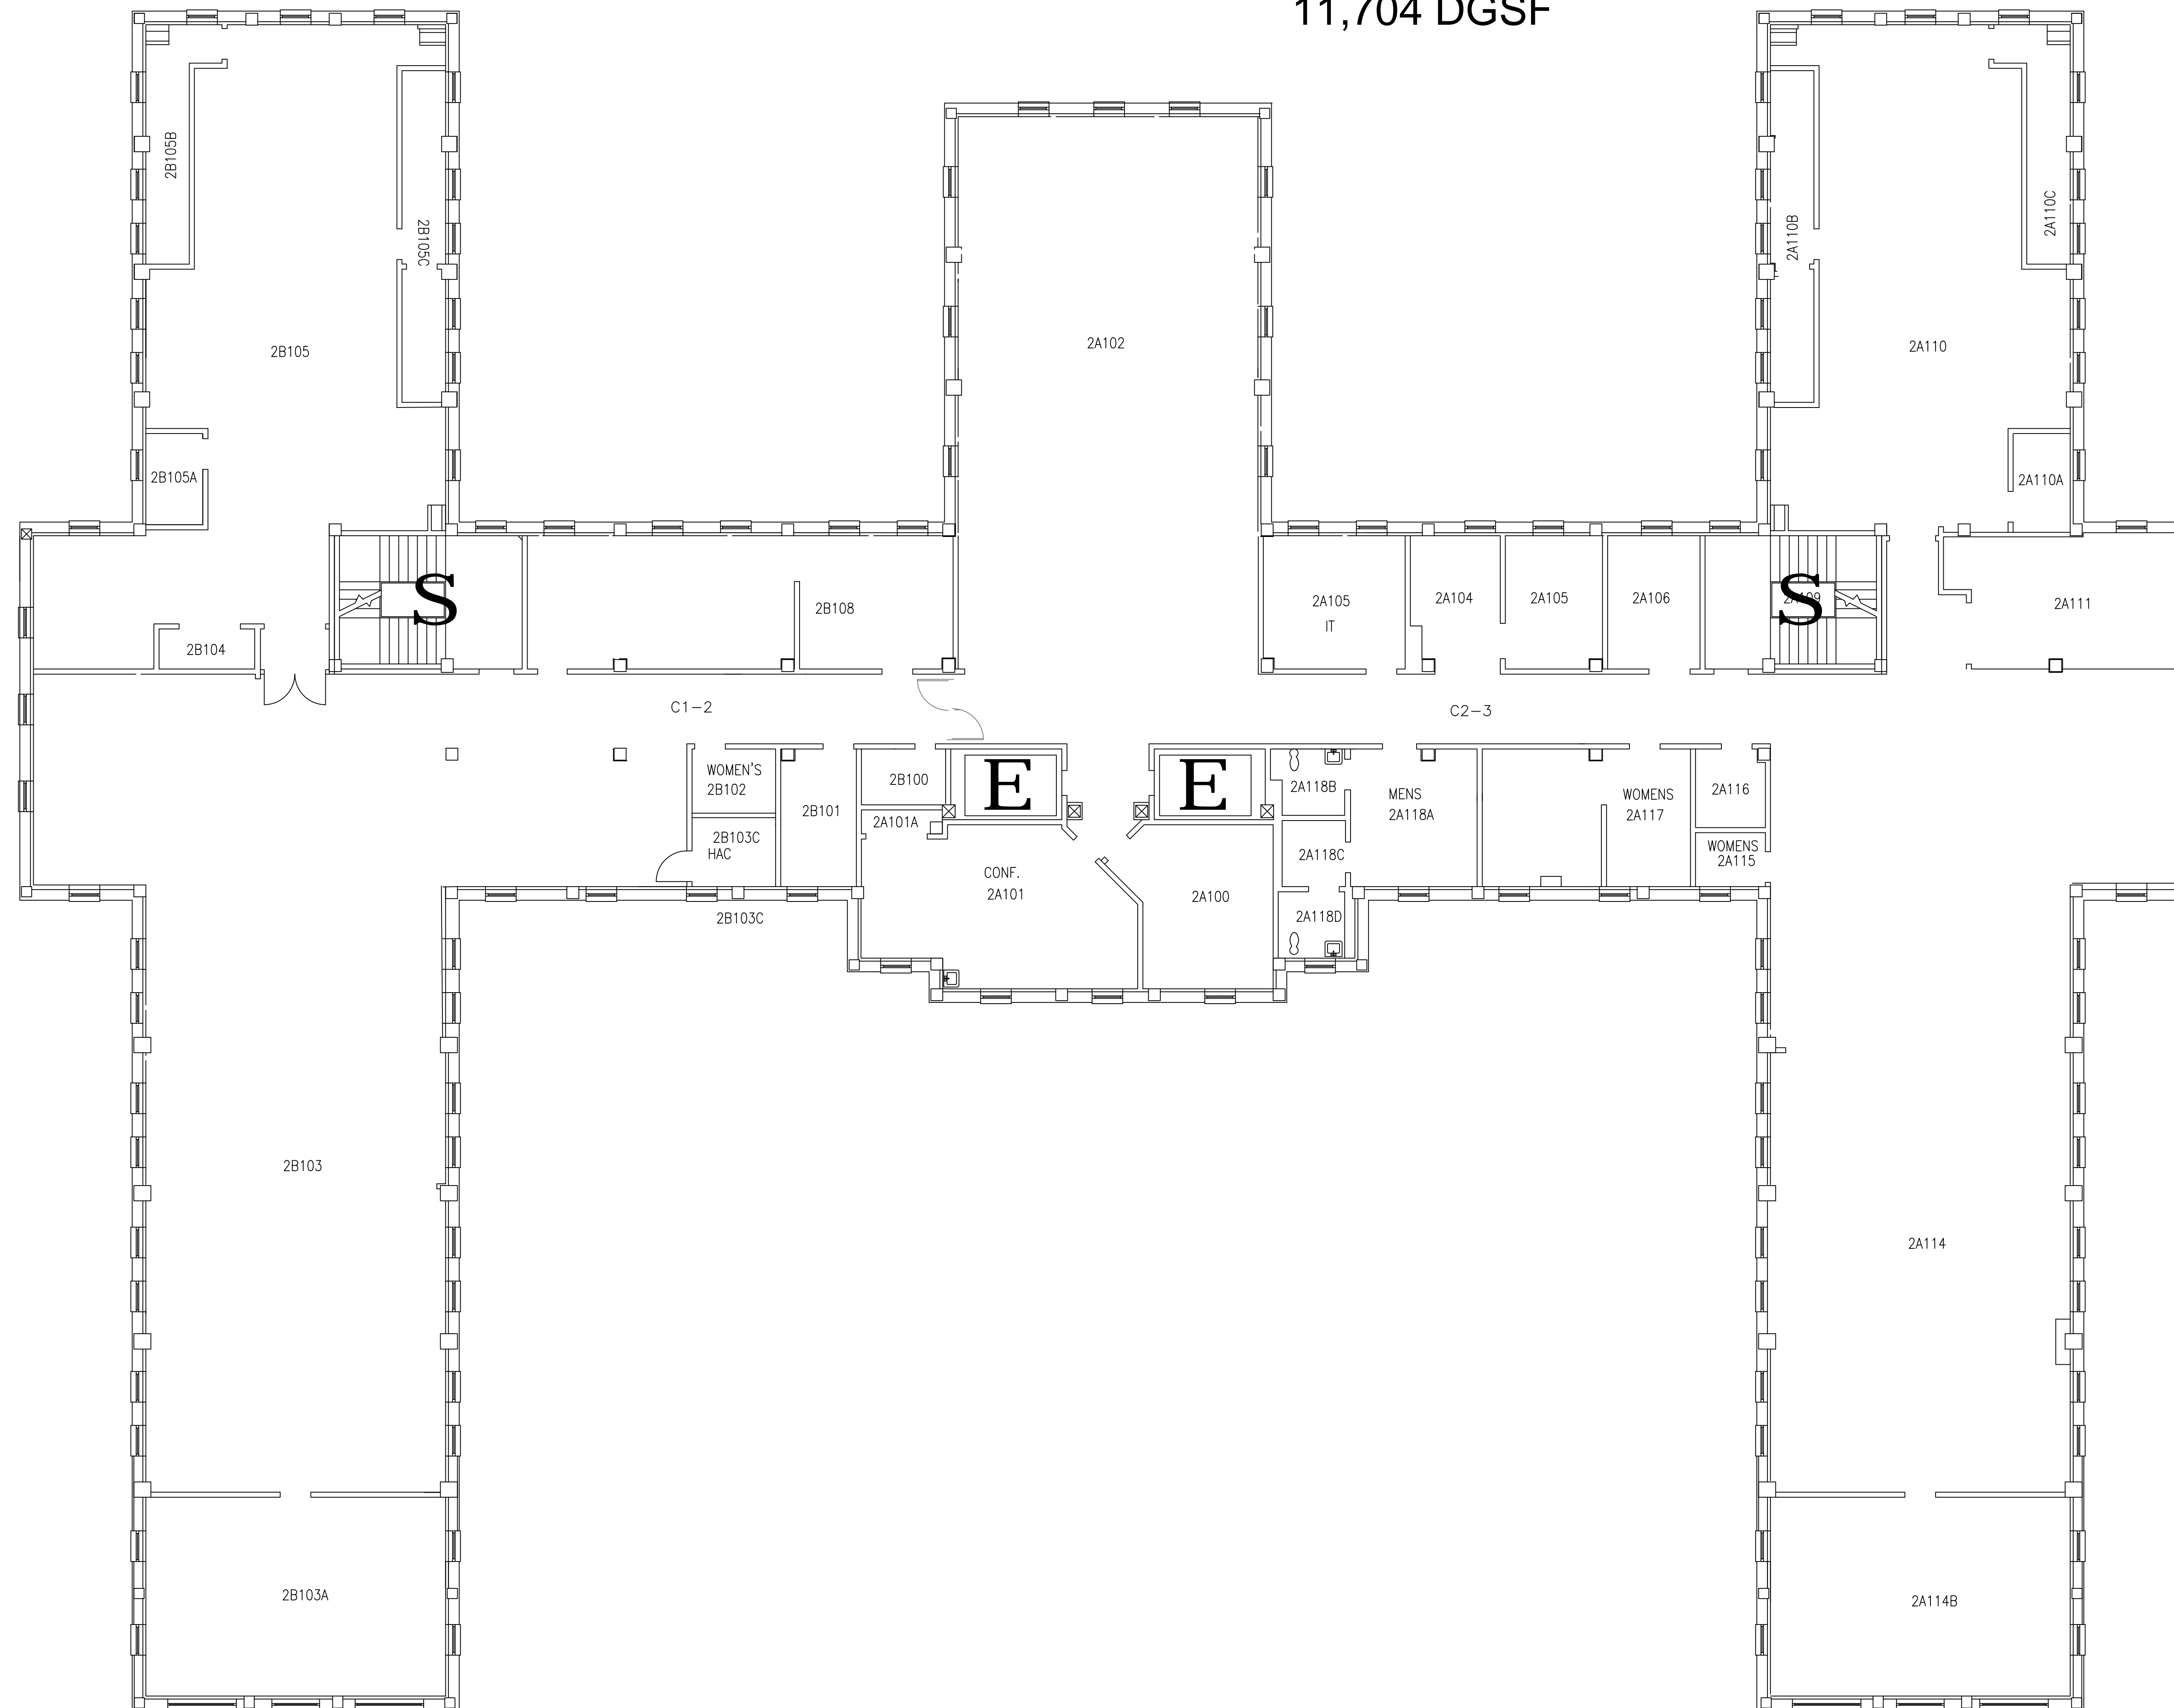 11,704 DGSF
2B105B
2B105C
2B105
2B105A
2B104
S
2B108
2A102
2A110B
2A110C
2A110
2A110A
2A105
IT
2A104
2A105
2A106
2A109
S
2A111
C1-2
C2-3
WOMEN'S
2B102
2B103C
HAC
2B101
2B100
2A101A
E
E
2A118B
MENS
2A118A
2A118C
2A118D
WOMENS
2A117
2A116
WOMENS
2A115
CONF.
2A101
2A100
2B103C
2B103
2A114
2B103A
2A114B